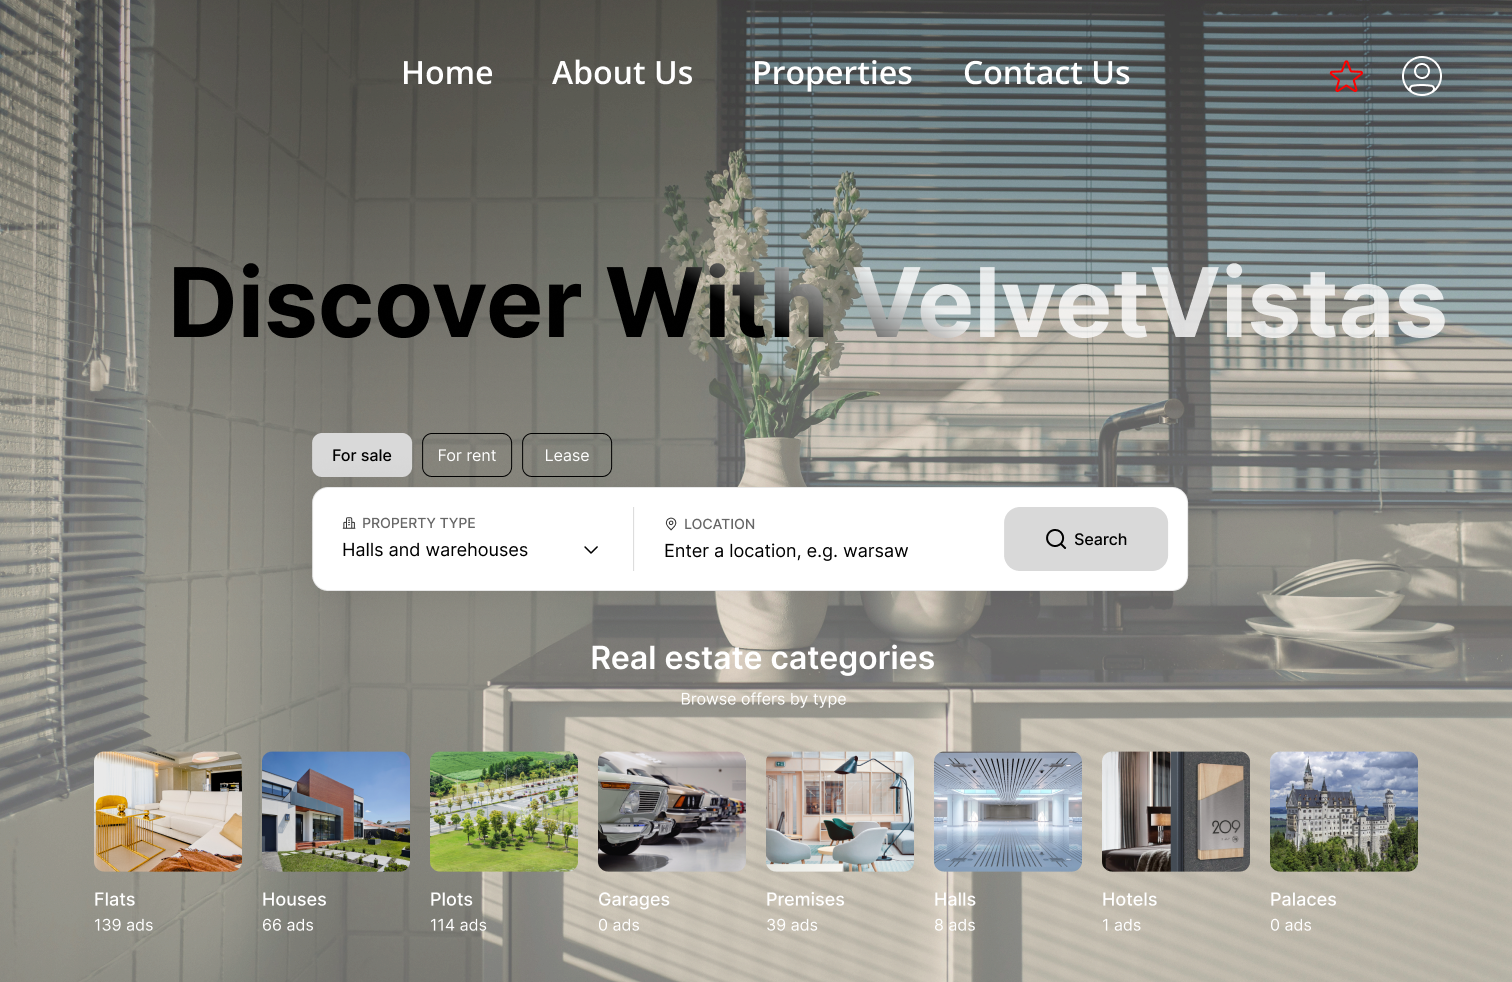 Home About Us Properties Contact Us
Discover With VelvetVistas
For sale For rent Lease
PROPERTY TYPE
Halls and warehouses
LOCATION
Enter a location, e.g. warsaw
Search
Real estate categories
Browse offers by type
209
Flats
139 ads
Houses
66 ads
Plots
114 ads
Garages
0 ads
Premises
39 ads
Halls
8 ads
Hotels
1 ads
Palaces
0 ads